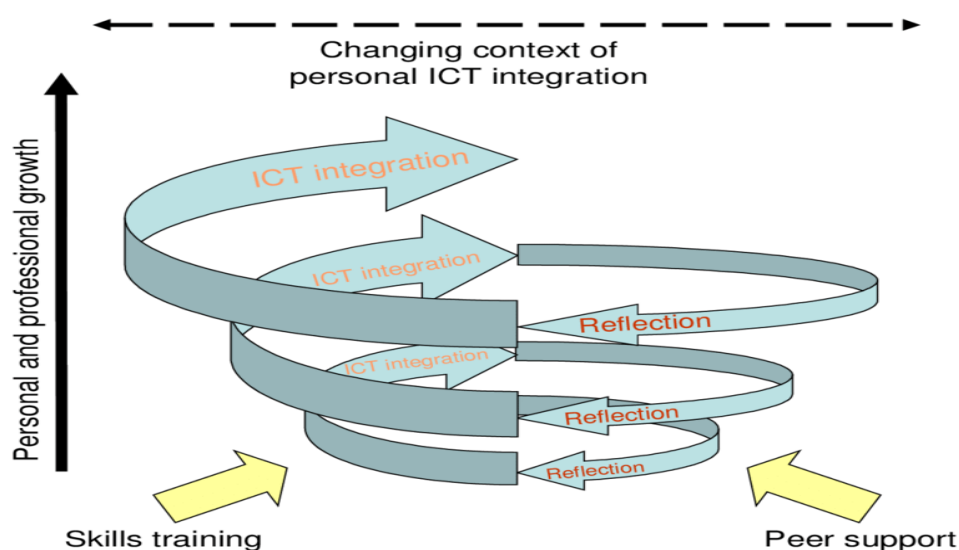 Changing context of
personal ICT integration
Personal and professional growth
ICT integration
ICT integration
Reflection
ICT integration
Reflection
Reflection
Skills training
Peer support